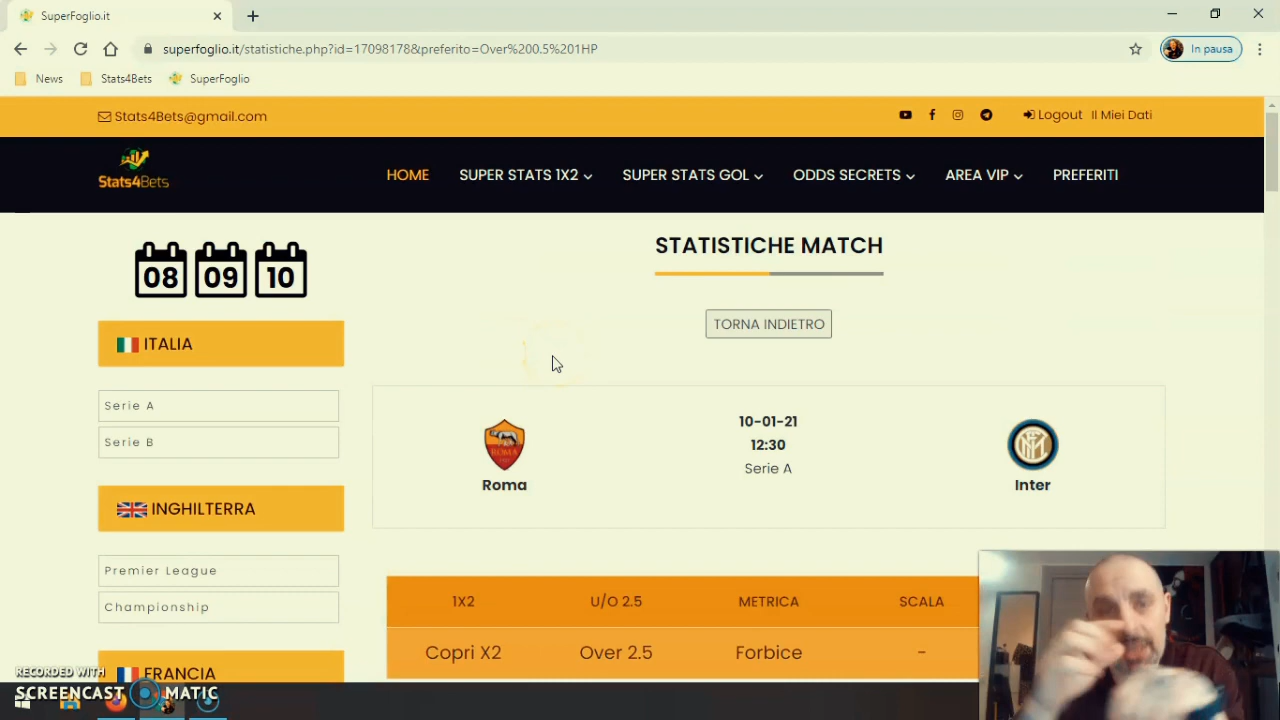 SuperFoglio.it
superfoglio.it/statistiche.php?id=17098178&preferito=Over%200.5%201HP
In pausa
News Stats4Bets SuperFoglio
Stats4Bets@gmail.com
Logout Il Miei Dati
Stats4Bets
HOME SUPER STATS 1X2 SUPER STATS GOL ODDS SECRETS AREA VIP PREFERITI
08 09 10
STATISTICHE MATCH
TORNA INDIETRO
ITALIA
Serie A
Serie B
INGHILTERRA
Premier League
Championship
FRANCIA
10-01-21
12:30
Serie A
ROMA
Roma
Inter
1X2 U/O 2.5 METRICA SCALA
Copri X2 Over 2.5 Forbice -
RECORDED WITH
SCREENCAST MATIC